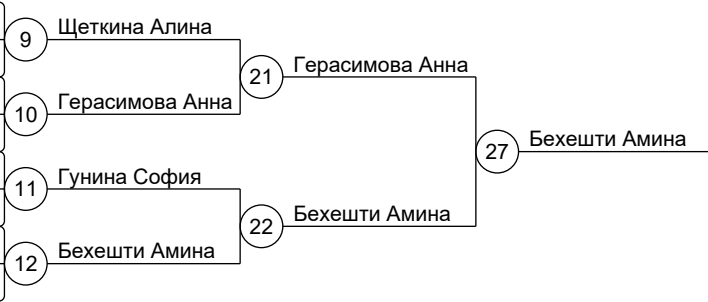 9 Щеткина Алина
21 Герасимова Анна
10 Герасимова Анна
27 Бехешти Амина
11 Гунина София
22 Бехешти Амина
12 Бехешти Амина